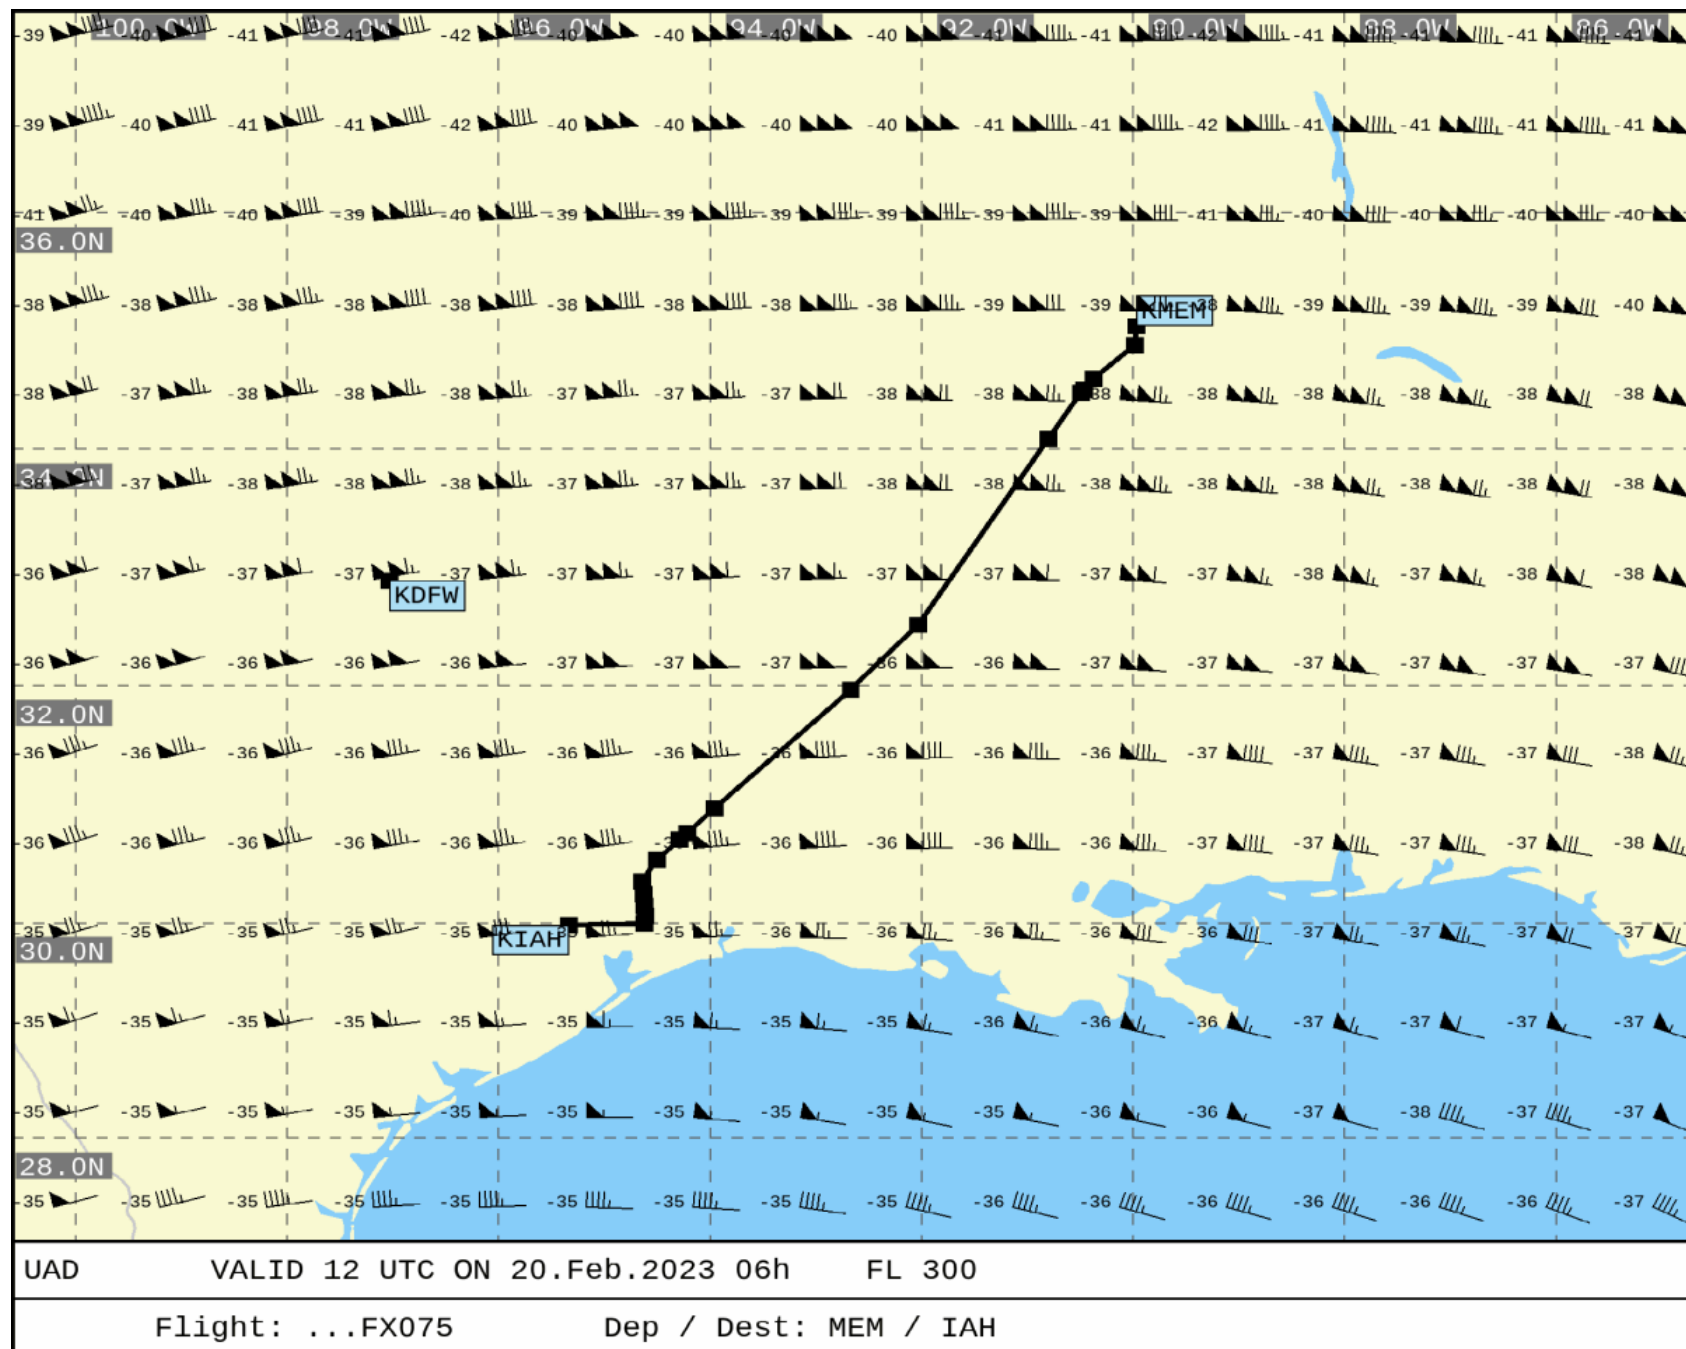 100.0W 98.0W 96.0W 94.0W 92.0W 90.0W 88.0W 86.0W
-39 -40 -41 -41 -42 -40 -40 -40 -40 -41 -41 -42 -41 -41 -41 -41
-39 -40 -41 -41 -42 -40 -40 -40 -40 -41 -41 -42 -41 -41 -41 -41
-41 -40 -40 -39 -40 -39 -39 -39 -39 -39 -39 -41 -40 -40 -40 -40
36.0N
-38 -38 -38 -38 -38 -38 -38 -38 -38 -39 -39 -38 -39 -39 -39 -40
KMEM
-38 -37 -38 -38 -38 -37 -37 -37 -38 -38 -38 -38 -38 -38 -38 -38
34.0N
-38 -37 -38 -38 -38 -37 -37 -37 -38 -38 -38 -38 -38 -38 -38 -38
-36 -37 -37 -37 -37 -37 -37 -37 -37 -37 -37 -37 -38 -37 -38 -38
KDFW
-36 -36 -36 -36 -36 -37 -37 -37 -36 -36 -37 -37 -37 -37 -37 -37
32.0N
-36 -36 -36 -36 -36 -36 -36 -36 -36 -36 -36 -37 -37 -37 -37 -38
-36 -36 -36 -36 -36 -36 -36 -36 -36 -36 -37 -37 -37 -37 -38
-35 -35 -35 -35 -35 -35 -36 -36 -36 -36 -36 -37 -37 -37 -37
KIAH
30.0N
-35 -35 -35 -35 -35 -35 -35 -35 -35 -36 -36 -36 -37 -37 -37 -37
-35 -35 -35 -35 -35 -35 -35 -35 -35 -35 -36 -36 -37 -38 -37 -37
28.0N
-35 -35 -35 -35 -35 -35 -35 -35 -35 -36 -36 -36 -36 -36 -36 -37
UAD VALID 12 UTC ON 20.Feb.2023 06h FL 300
Flight: ...FX075 Dep / Dest: MEM / IAH